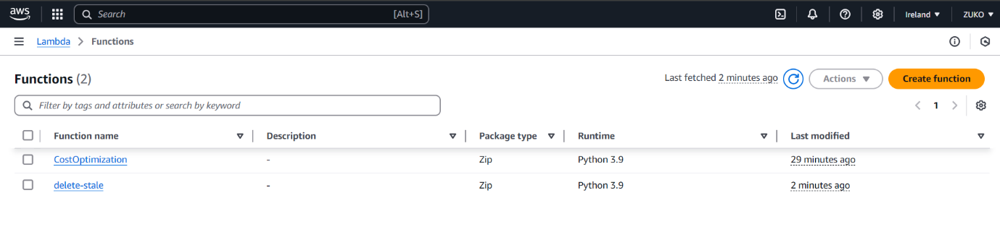 aws Search [Alt+S] Ireland ZUKO
Lambda Functions
Functions (2) Last fetched 2 minutes ago Actions Create function
Filter by tags and attributes or search by keyword 1
Function name Description Package type Runtime Last modified
CostOptimization - Zip Python 3.9 29 minutes ago
delete-stale - Zip Python 3.9 2 minutes ago